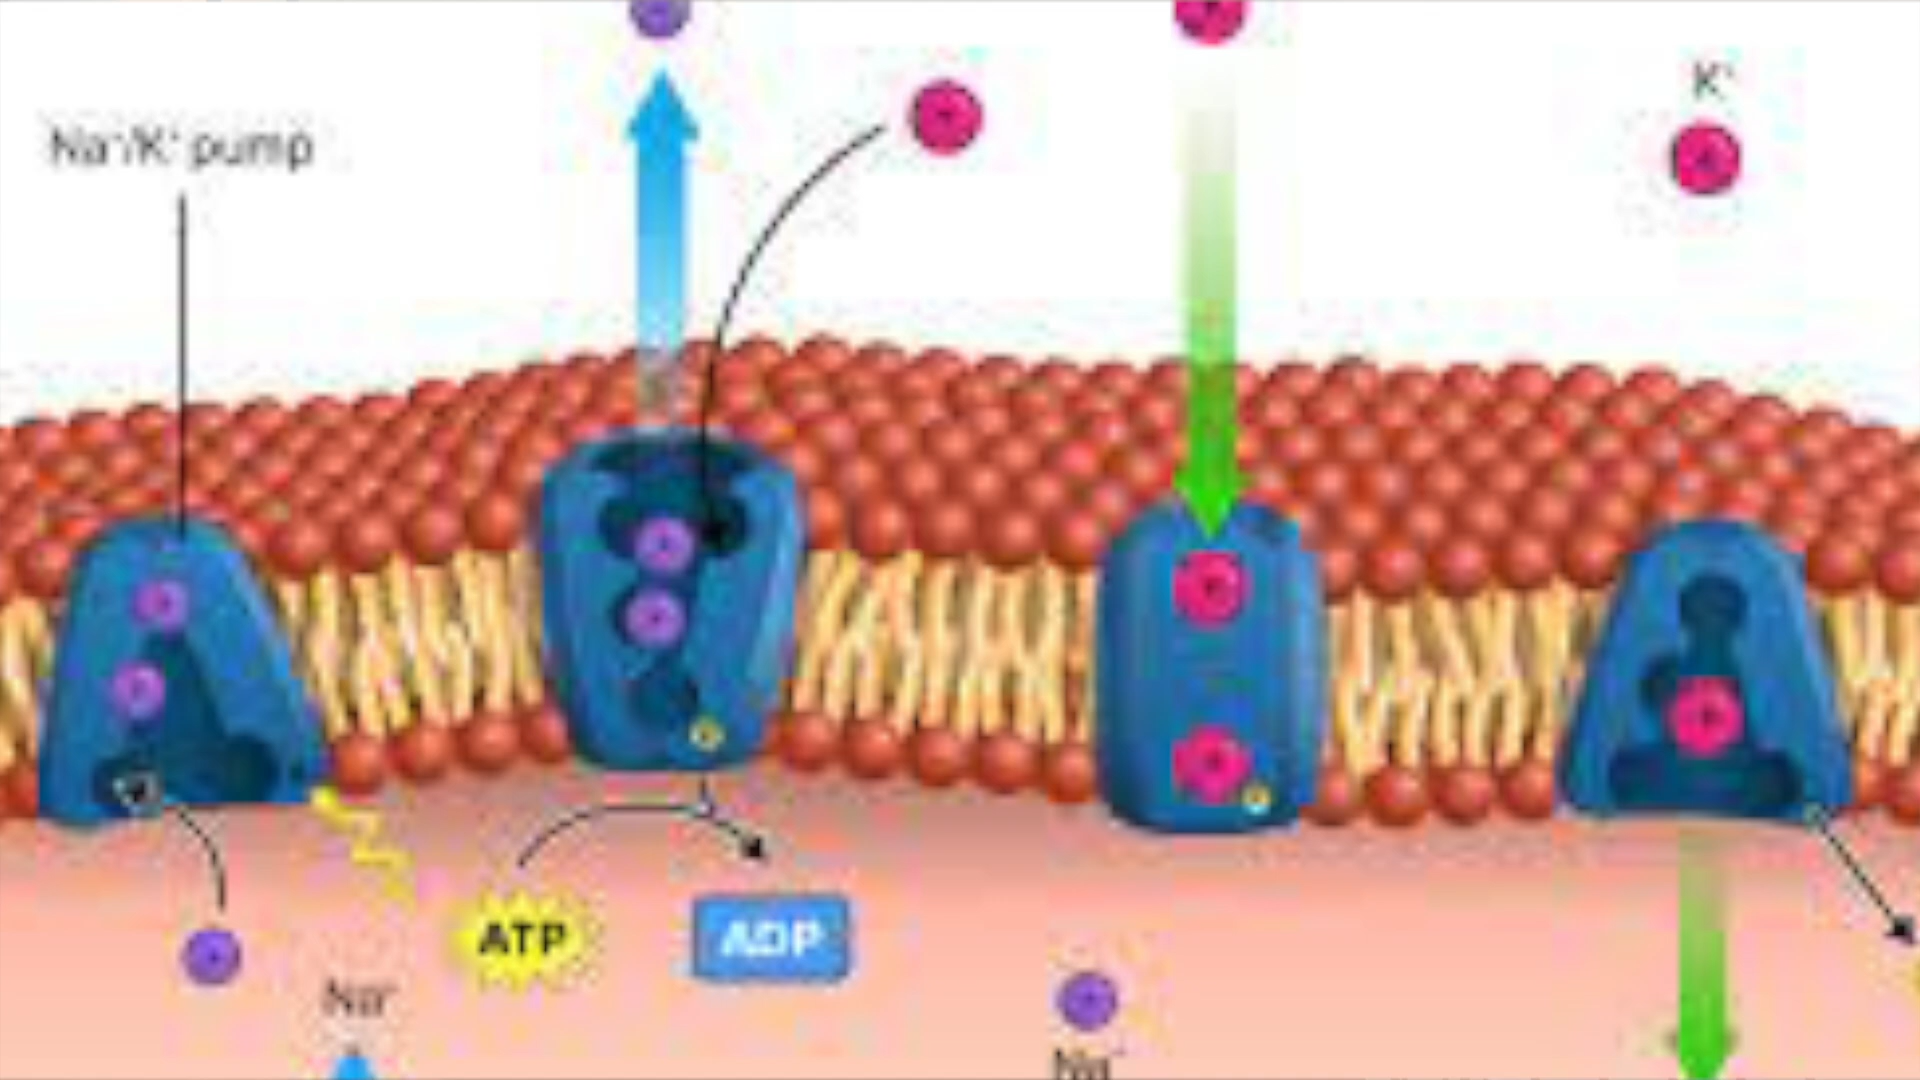 K⁺
Na⁺/K⁺ pump
ATP
ADP
Na⁺
Na⁺